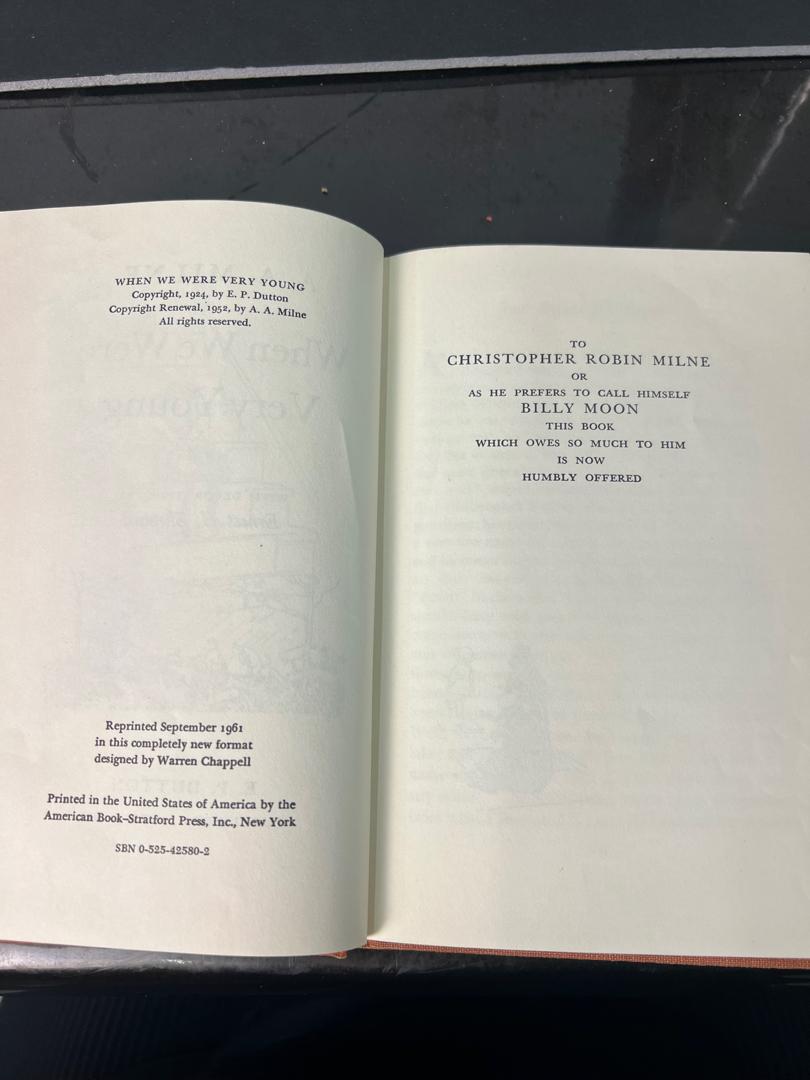 WHEN WE WERE VERY YOUNG
Copyright, 1924, by E. P. Dutton
Copyright Renewal, 1952, by A. A. Milne
All rights reserved.
Reprinted September 1961
in this completely new format
designed by Warren Chappell
Printed in the United States of America by the
American Book–Stratford Press, Inc., New York
SBN 0-525-42580-2
TO
CHRISTOPHER ROBIN MILNE
OR
AS HE PREFERS TO CALL HIMSELF
BILLY MOON
THIS BOOK
WHICH OWES SO MUCH TO HIM
IS NOW
HUMBLY OFFERED